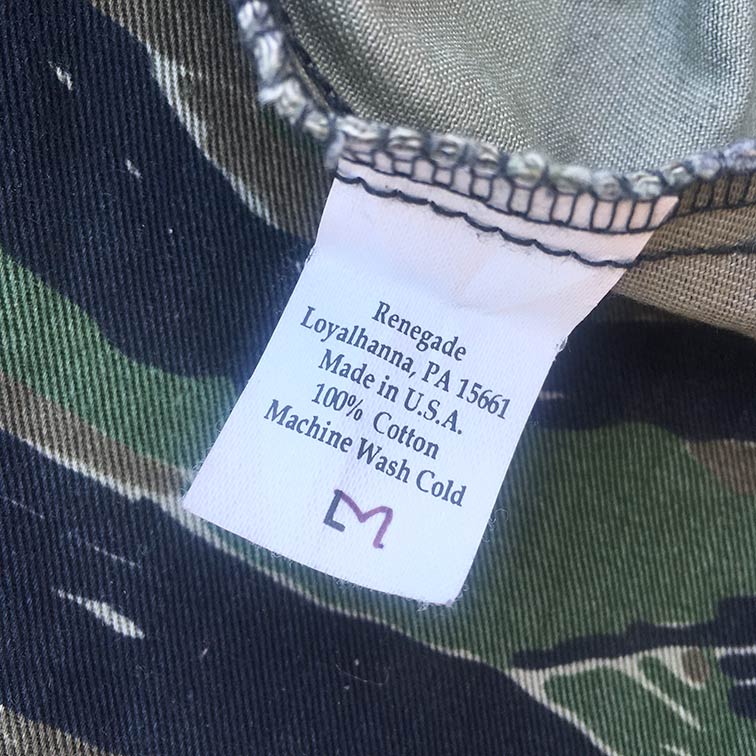 Renegade
Loyalhanna, PA 15661
Made in U.S.A.
100% Cotton
Machine Wash Cold
M